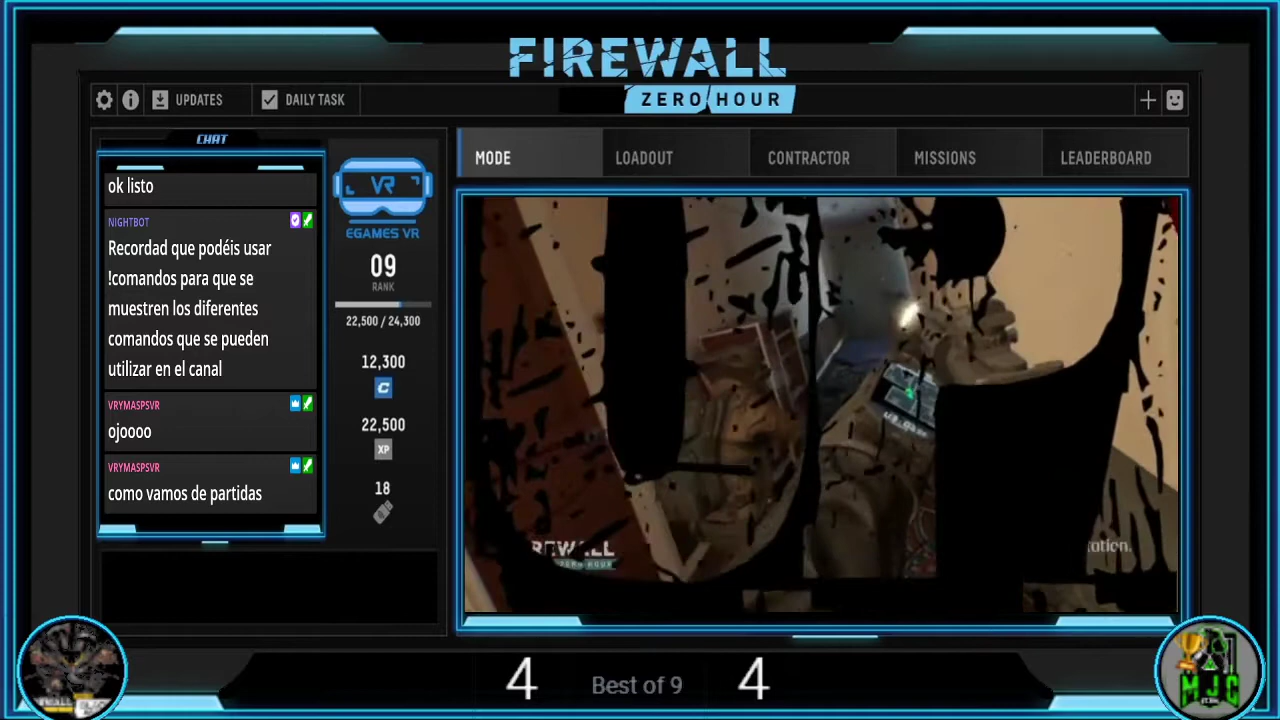 FIREWALL
ZERO HOUR
UPDATES
DAILY TASK
CHAT
ok listo
NIGHTBOT
Recordad que podéis usar
!comandos para que se
muestren los diferentes
comandos que se pueden
utilizar en el canal
VRYMASPSVR
ojoooo
VRYMASPSVR
como vamos de partidas
VR
EGAMES VR
09
RANK
22,500 / 24,300
12,300
C
22,500
XP
18
MODE
LOADOUT
CONTRACTOR
MISSIONS
LEADERBOARD
ZERO HOUR
4 Best of 9 4
MJC